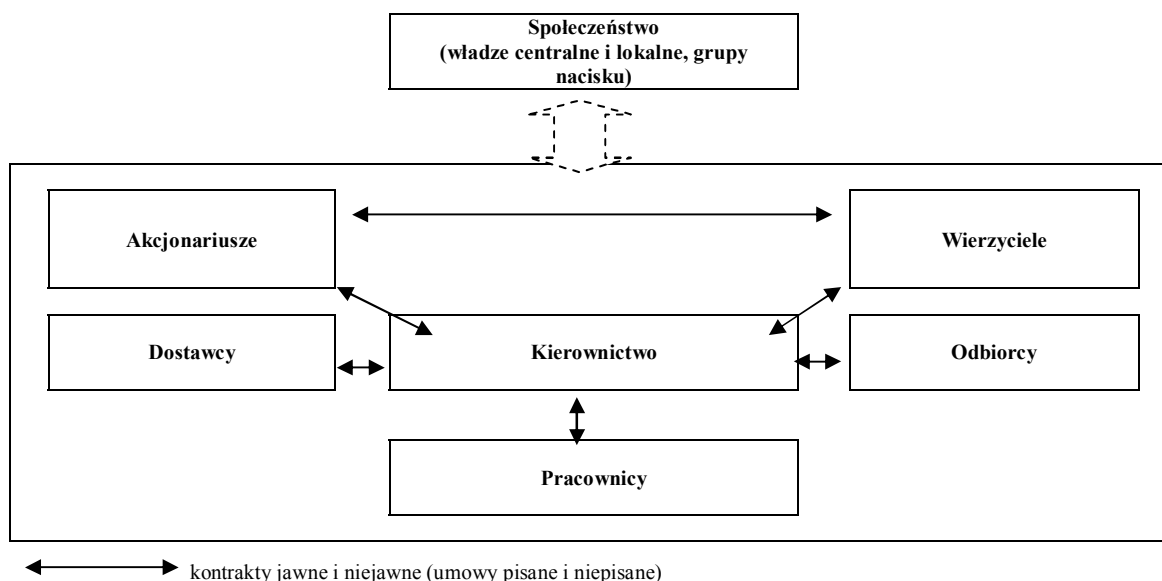 Społeczeństwo
(władze centralne i lokalne, grupy
nacisku)
Akcjonariusze
Wierzyciele
Dostawcy
Kierownictwo
Odbiorcy
Pracownicy
kontrakty jawne i niejawne (umowy pisane i niepisane)